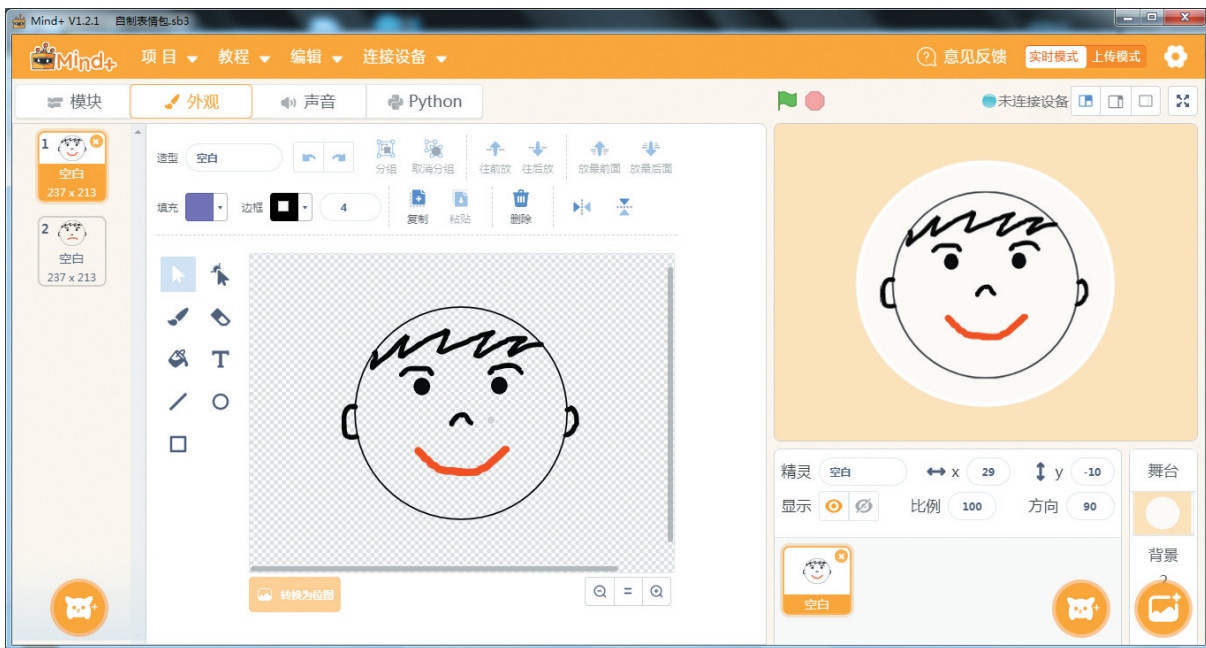 Mind+ V1.2.1 自制表情包.sb3
Mind+ 项目 教程 编辑 连接设备 意见反馈 实时模式 上传模式
模块 外观 声音 Python 未连接设备
1
空白
237 x 213
2
空白
237 x 213
造型 空白 分组 取消分组 往前放 往后放 放最前面 放最后面
填充 边框 4 复制 粘贴 删除
T
转换为位图
=
精灵 空白 x 29 y -10
显示 比例 100 方向 90
空白
舞台
背景
2